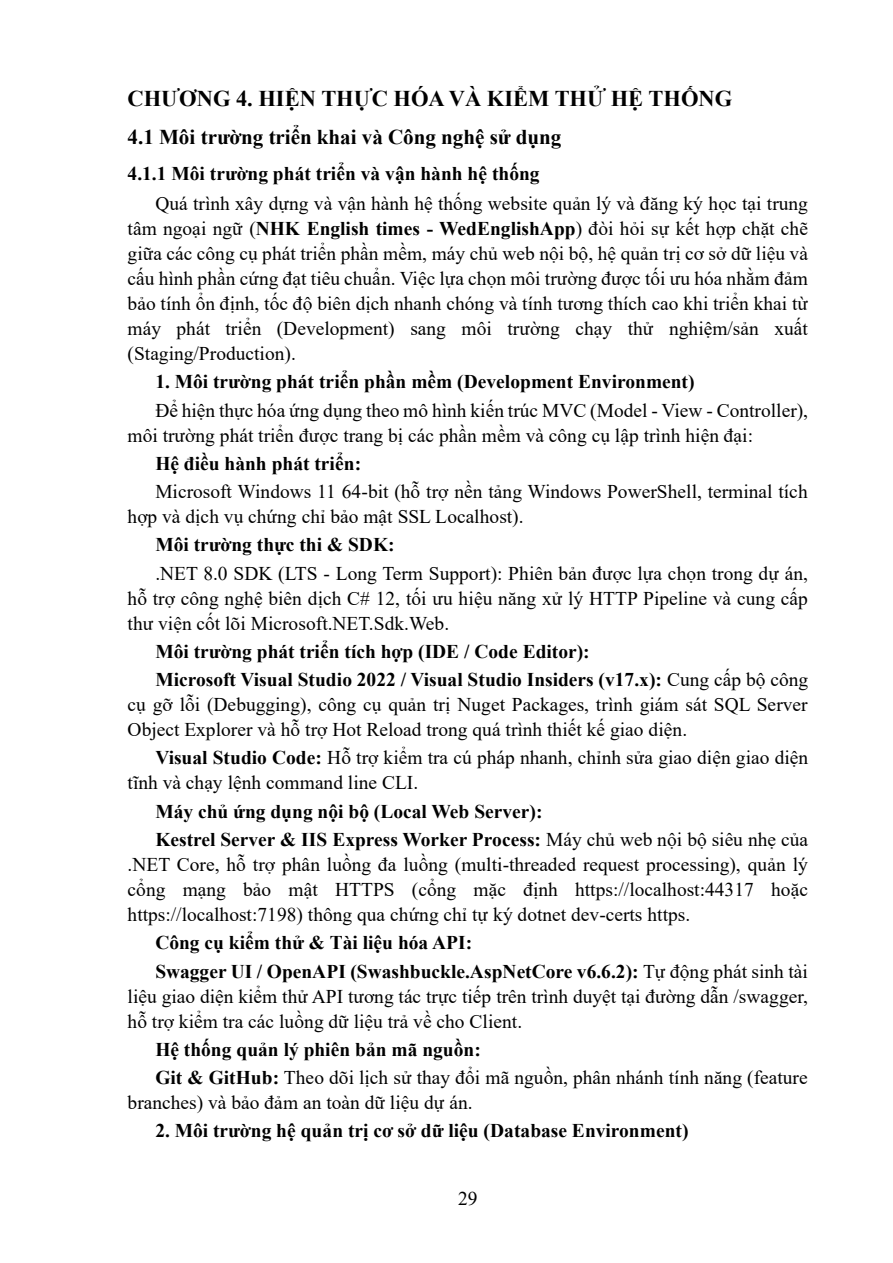 CHƯƠNG 4. HIỆN THỰC HÓA VÀ KIỂM THỬ HỆ THỐNG
4.1 Môi trường triển khai và Công nghệ sử dụng
4.1.1 Môi trường phát triển và vận hành hệ thống
Quá trình xây dựng và vận hành hệ thống website quản lý và đăng ký học tại trung
tâm ngoại ngữ (NHK English times - WedEnglishApp) đòi hỏi sự kết hợp chặt chẽ
giữa các công cụ phát triển phần mềm, máy chủ web nội bộ, hệ quản trị cơ sở dữ liệu và
cấu hình phần cứng đạt tiêu chuẩn. Việc lựa chọn môi trường được tối ưu hóa nhằm đảm
bảo tính ổn định, tốc độ biên dịch nhanh chóng và tính tương thích cao khi triển khai từ
máy phát triển (Development) sang môi trường chạy thử nghiệm/sản xuất
(Staging/Production).
1. Môi trường phát triển phần mềm (Development Environment)
Để hiện thực hóa ứng dụng theo mô hình kiến trúc MVC (Model - View - Controller),
môi trường phát triển được trang bị các phần mềm và công cụ lập trình hiện đại:
Hệ điều hành phát triển:
Microsoft Windows 11 64-bit (hỗ trợ nền tảng Windows PowerShell, terminal tích
hợp và dịch vụ chứng chỉ bảo mật SSL Localhost).
Môi trường thực thi & SDK:
.NET 8.0 SDK (LTS - Long Term Support): Phiên bản được lựa chọn trong dự án,
hỗ trợ công nghệ biên dịch C# 12, tối ưu hiệu năng xử lý HTTP Pipeline và cung cấp
thư viện cốt lõi Microsoft.NET.Sdk.Web.
Môi trường phát triển tích hợp (IDE / Code Editor):
Microsoft Visual Studio 2022 / Visual Studio Insiders (v17.x): Cung cấp bộ công
cụ gỡ lỗi (Debugging), công cụ quản trị Nuget Packages, trình giám sát SQL Server
Object Explorer và hỗ trợ Hot Reload trong quá trình thiết kế giao diện.
Visual Studio Code: Hỗ trợ kiểm tra cú pháp nhanh, chỉnh sửa giao diện giao diện
tĩnh và chạy lệnh command line CLI.
Máy chủ ứng dụng nội bộ (Local Web Server):
Kestrel Server & IIS Express Worker Process: Máy chủ web nội bộ siêu nhẹ của
.NET Core, hỗ trợ phân luồng đa luồng (multi-threaded request processing), quản lý
cổng mạng bảo mật HTTPS (cổng mặc định https://localhost:44317 hoặc
https://localhost:7198) thông qua chứng chỉ tự ký dotnet dev-certs https.
Công cụ kiểm thử & Tài liệu hóa API:
Swagger UI / OpenAPI (Swashbuckle.AspNetCore v6.6.2): Tự động phát sinh tài
liệu giao diện kiểm thử API tương tác trực tiếp trên trình duyệt tại đường dẫn /swagger,
hỗ trợ kiểm tra các luồng dữ liệu trả về cho Client.
Hệ thống quản lý phiên bản mã nguồn:
Git & GitHub: Theo dõi lịch sử thay đổi mã nguồn, phân nhánh tính năng (feature
branches) và bảo đảm an toàn dữ liệu dự án.
2. Môi trường hệ quản trị cơ sở dữ liệu (Database Environment)
29